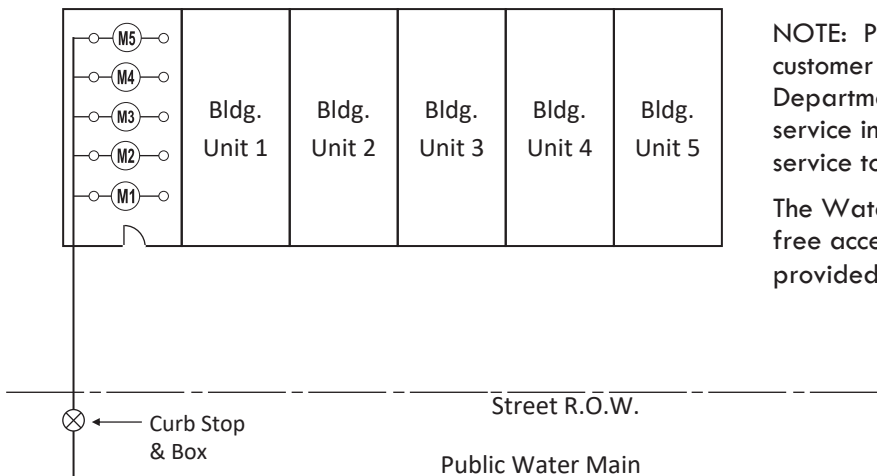 M5
M4
M3
M2
M1
Bldg.
Unit 1
Bldg.
Unit 2
Bldg.
Unit 3
Bldg.
Unit 4
Bldg.
Unit 5
NOTE: P
customer
Departme
service in
service to
The Wate
free acce
provided
Street R.O.W.
Curb Stop
& Box
Public Water Main